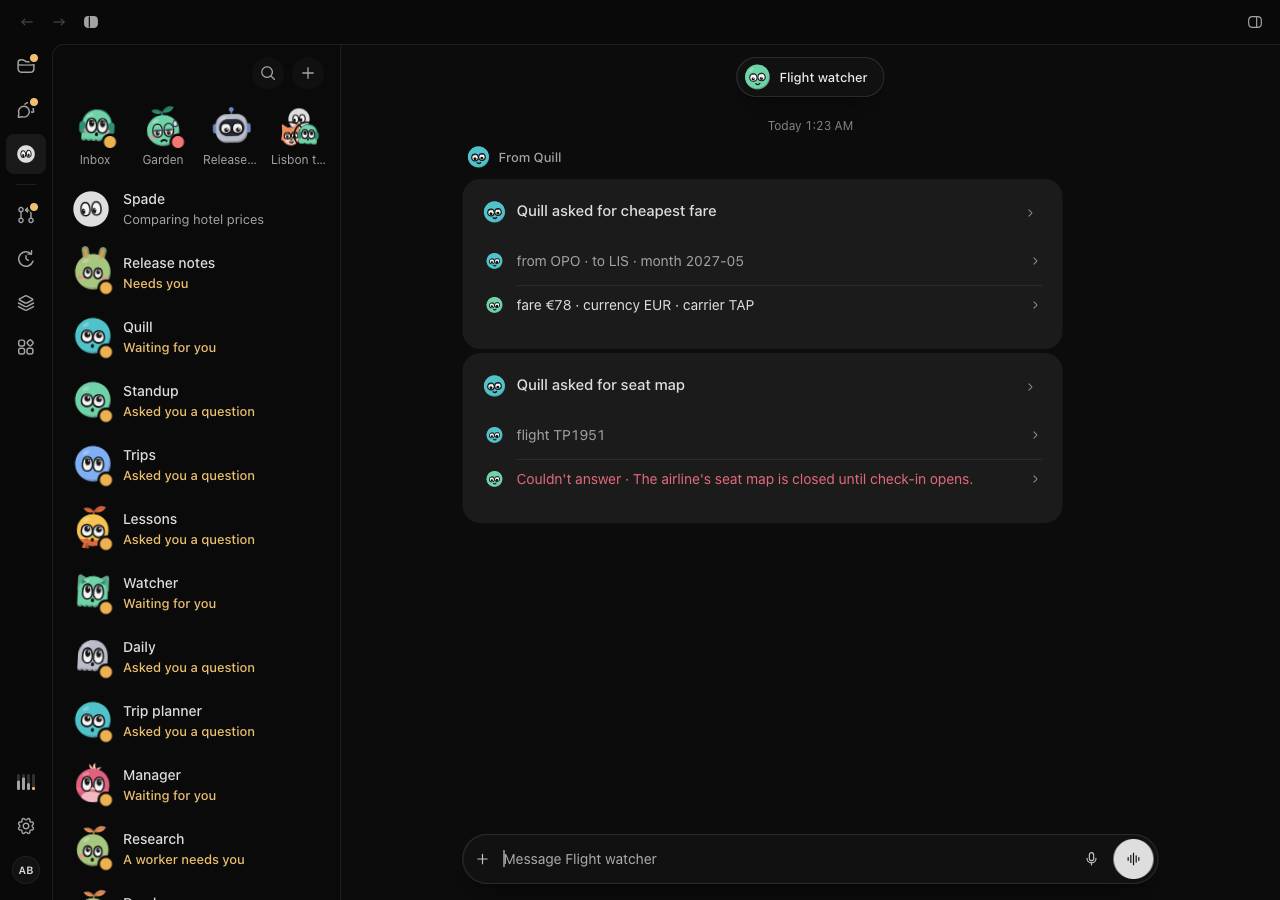 Flight watcher
Today 1:23 AM
Inbox
Garden
Release...
Lisbon t...
Spade
Comparing hotel prices
Release notes
Needs you
Quill
Waiting for you
Standup
Asked you a question
Trips
Asked you a question
Lessons
Asked you a question
Watcher
Waiting for you
Daily
Asked you a question
Trip planner
Asked you a question
Manager
Waiting for you
Research
A worker needs you
AB
From Quill
Quill asked for cheapest fare
from OPO · to LIS · month 2027-05
fare €78 · currency EUR · carrier TAP
Quill asked for seat map
flight TP1951
Couldn't answer · The airline's seat map is closed until check-in opens.
Message Flight watcher